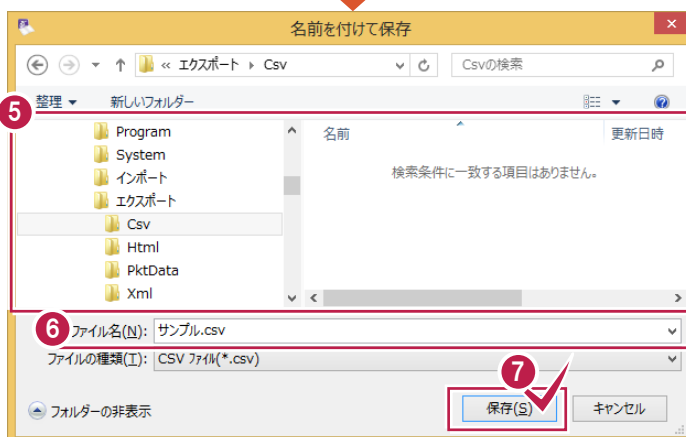 名前を付けて保存
« エクスポート ▸ Csv
Csvの検索
整理 ▼ 新しいフォルダー
5
Program
System
インポート
エクスポート
Csv
Html
PktData
Xml
名前 更新日時
検索条件に一致する項目はありません。
6
ファイル名(N): サンプル.csv
ファイルの種類(T): CSV ファイル(*.csv)
7
フォルダーの非表示
保存(S) キャンセル